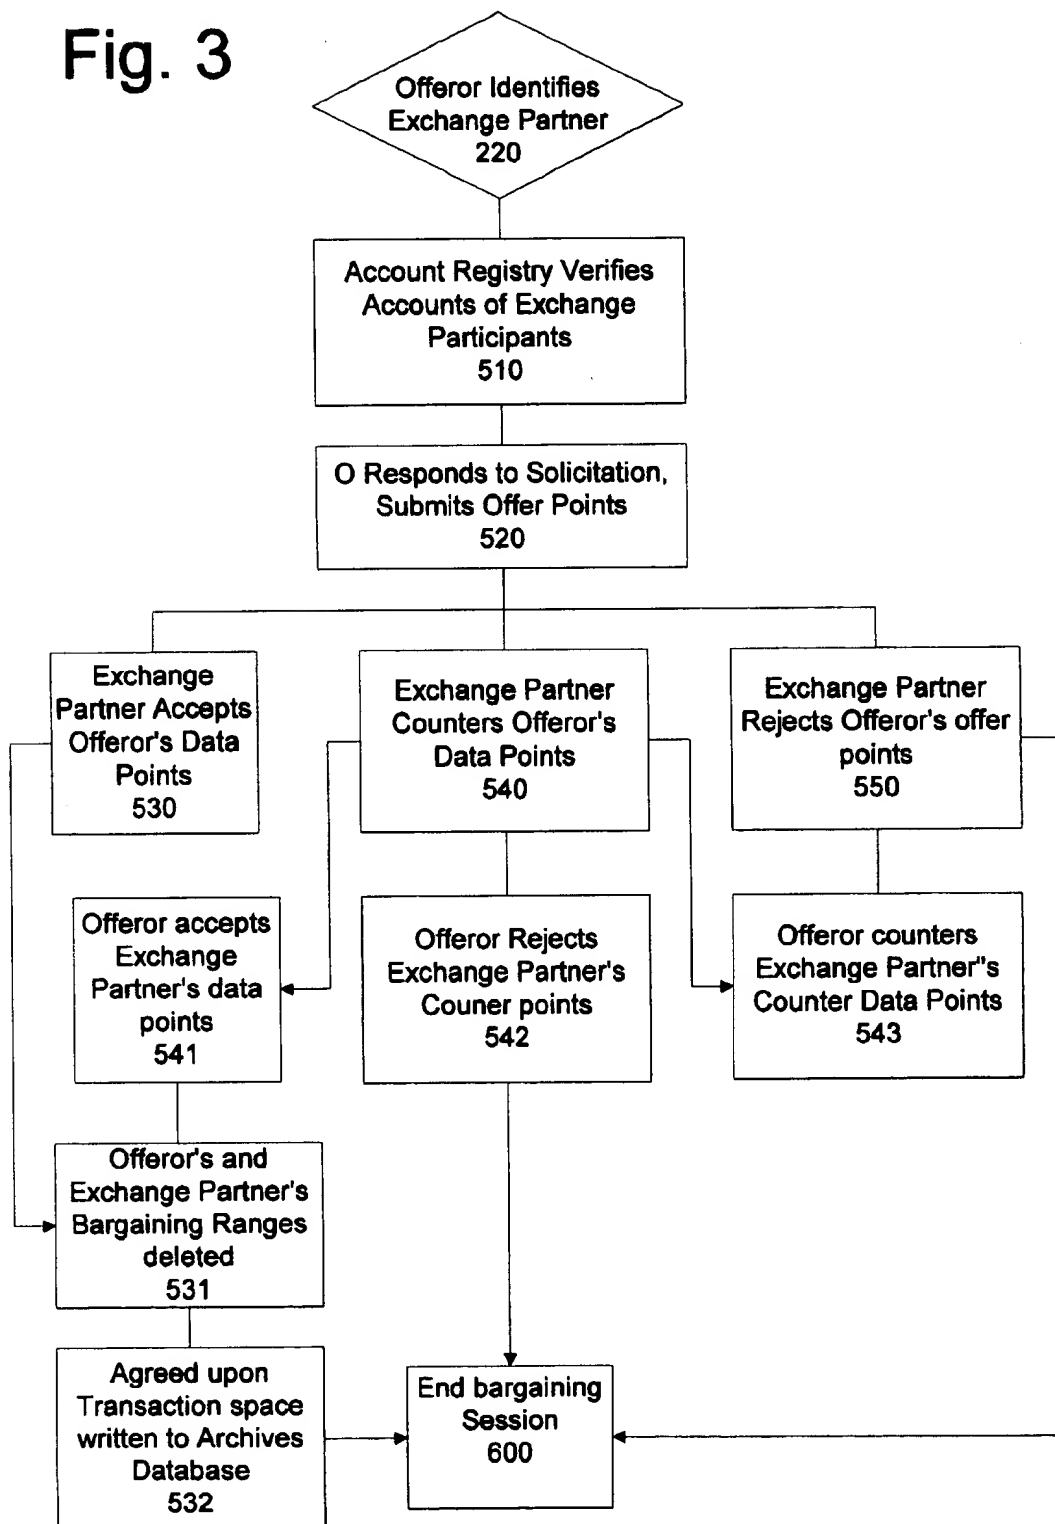 Fig. 3
Offeror Identifies
Exchange Partner
220
Account Registry Verifies
Accounts of Exchange
Participants
510
O Responds to Solicitation,
Submits Offer Points
520
Exchange
Partner Accepts
Offeror's Data
Points
530
Exchange Partner
Counters Offeror's
Data Points
540
Exchange Partner
Rejects Offeror's offer
points
550
Offeror accepts
Exchange
Partner's data
points
541
Offeror Rejects
Exchange Partner's
Couner points
542
Offeror counters
Exchange Partner"s
Counter Data Points
543
Offeror's and
Exchange Partner's
Bargaining Ranges
deleted
531
Agreed upon
Transaction space
written to Archives
Database
532
End bargaining
Session
600